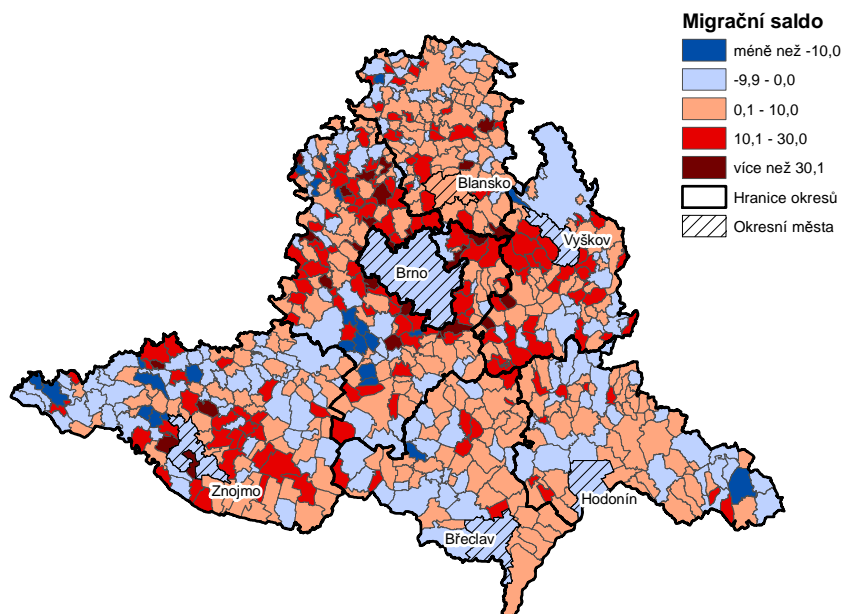 Migrační saldo
méně než -10,0
-9,9 - 0,0
0,1 - 10,0
10,1 - 30,0
více než 30,1
Hranice okresů
Okresní města
Blansko
Vyškov
Brno
Znojmo
Hodonín
Břeclav